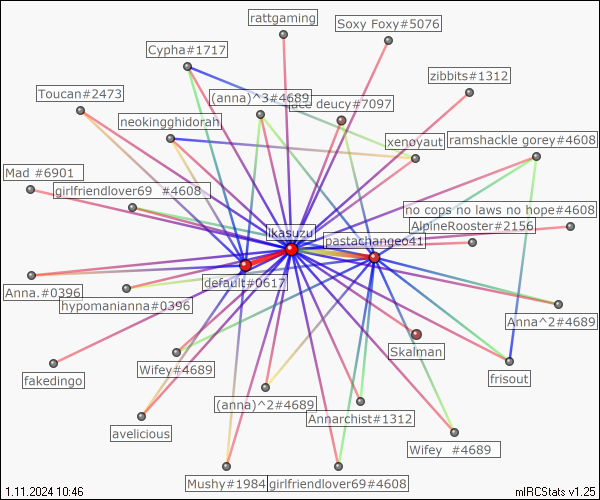 rattgaming
Soxy Foxy#5076
Cypha#1717
zibbits#1312
Toucan#2473
(anna)^3#4689
deucy#7097
neokingghidorah
xenoyaut
ramshackle gorey#4608
Mad #6901
girlfriendlover69 #4608
no cops no laws no hope#4608
AlpineRooster#2156
ikasuzu
pastachangeo41
default#0617
Anna.#0396
hypomanianna#0396
Anna^2#4689
Skalman
Wifey#4689
fakedingo
frisout
(anna)^2#4689
Annarchist#1312
avelicious
Wifey #4689
Mushy#1984
girlfriendlover69#4608
1.11.2024 10:46
mIRCStats v1.25